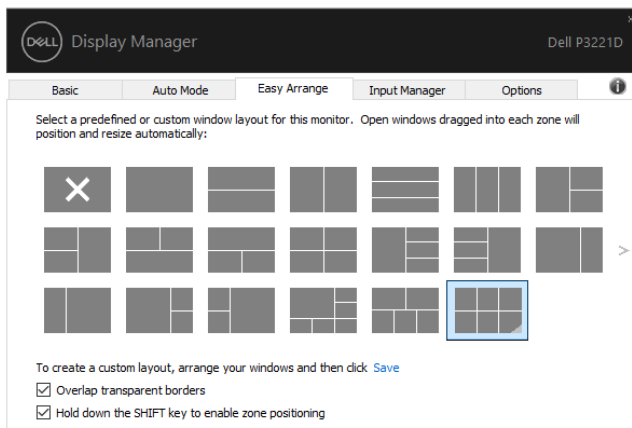 DELL Display Manager
Dell P3221D
Basic Auto Mode Easy Arrange Input Manager Options
Select a predefined or custom window layout for this monitor. Open windows dragged into each zone will
position and resize automatically:
To create a custom layout, arrange your windows and then click Save
Overlap transparent borders
Hold down the SHIFT key to enable zone positioning